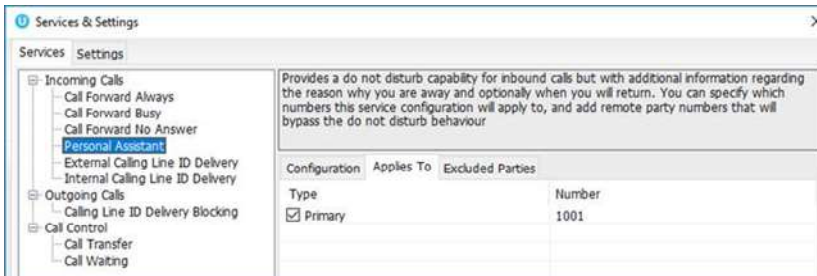 Services & Settings
Services Settings
Incoming Calls
Call Forward Always
Call Forward Busy
Call Forward No Answer
Personal Assistant
External Calling Line ID Delivery
Internal Calling Line ID Delivery
Outgoing Calls
Calling Line ID Delivery Blocking
Call Control
Call Transfer
Call Waiting
Provides a do not disturb capability for inbound calls but with additional information regarding
the reason why you are away and optionally when you will return. You can specify which
numbers this service configuration will apply to, and add remote party numbers that will
bypass the do not disturb behaviour
Configuration Applies To Excluded Parties
Type Number
Primary 1001